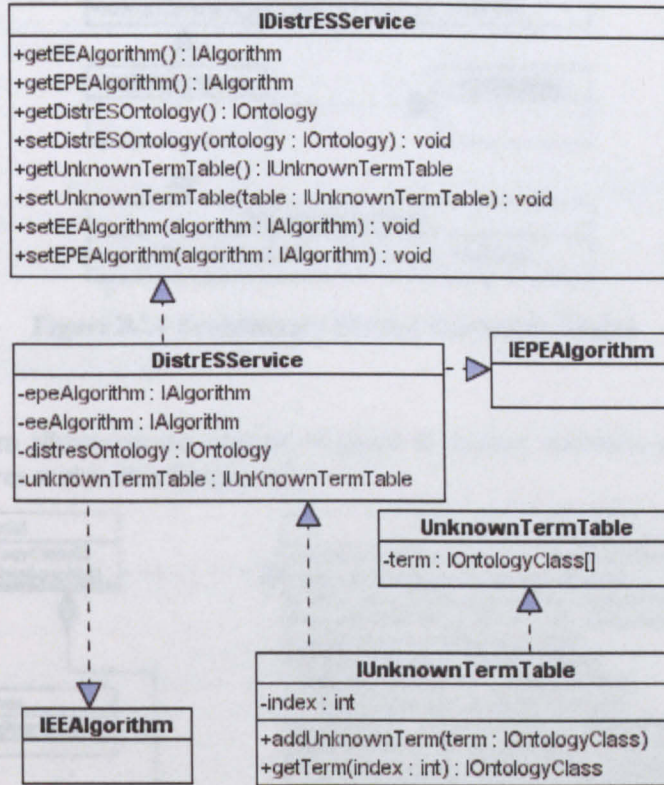 IDistrESService
+getEEAlgorithm() : IAlgorithm
+getEPEAlgorithm() : IAlgorithm
+getDistrESOntology() : IOntology
+setDistrESOntology(ontology : IOntology) : void
+getUnknownTermTable() : IUnknownTermTable
+setUnknownTermTable(table : IUnknownTermTable) : void
+setEEAlgorithm(algorithm : IAlgorithm) : void
+setEPEAlgorithm(algorithm : IAlgorithm) : void
DistrESService
-epeAlgorithm : IAlgorithm
-eeAlgorithm : IAlgorithm
-distresOntology : IOntology
-unknownTermTable : IUnKnownTermTable
IEPEAlgorithm
UnknownTermTable
-term : IOntologyClass[]
IUnknownTermTable
-index : int
+addUnknownTerm(term : IOntologyClass)
+getTerm(index : int) : IOntologyClass
IEEAlgorithm